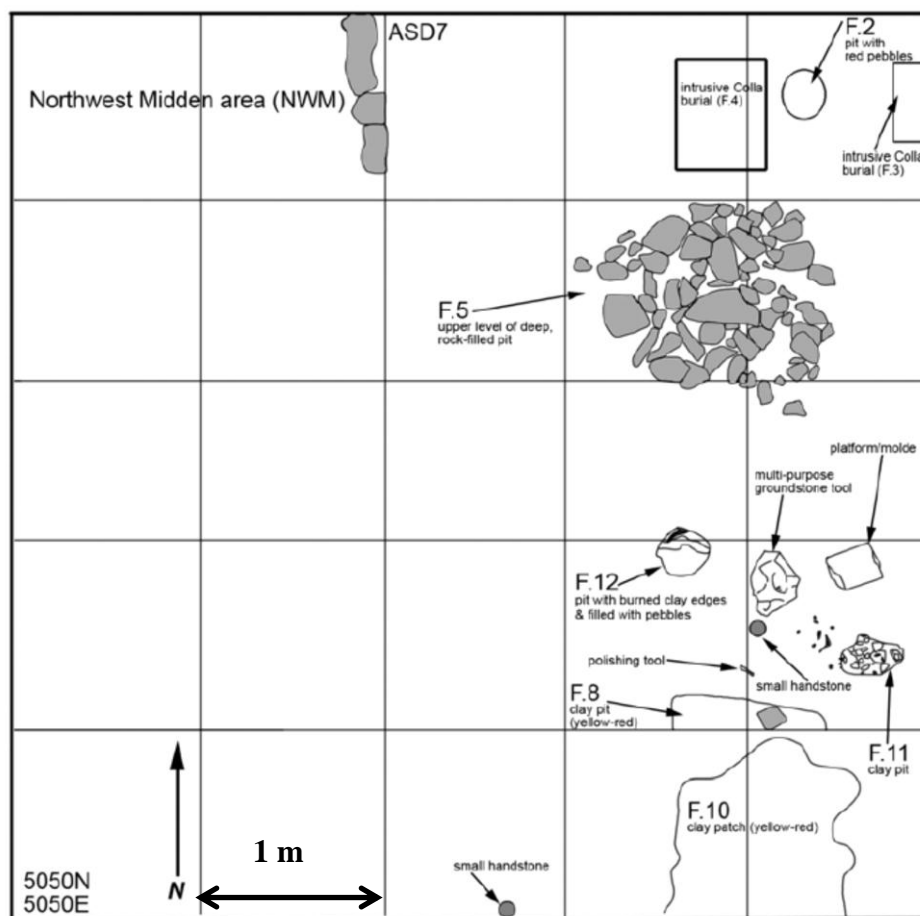 ASD7
Northwest Midden area (NWM)
intrusive Colla
burial (F.4)
F.2
pit with
red pebbles
intrusive Colla
burial (F.3)
F.5
upper level of deep,
rock-filled pit
platform/molde
multi-purpose
groundstone tool
F.12
pit with burned clay edges
& filled with pebbles
polishing tool
small handstone
F.8
clay pit
(yellow-red)
F.11
clay pit
F.10
clay patch (yellow-red)
1 m
small handstone
N
5050N
5050E